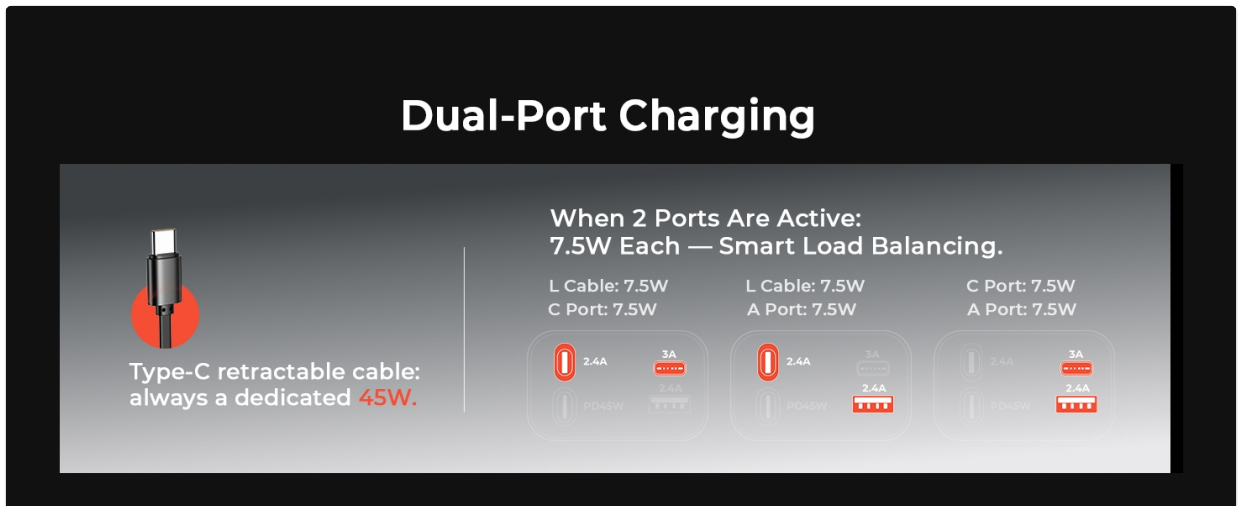 Dual-Port Charging
Type-C retractable cable:
always a dedicated 45W.
When 2 Ports Are Active:
7.5W Each — Smart Load Balancing.
L Cable: 7.5W
C Port: 7.5W
2.4A
3A
2.4A
PD45W
L Cable: 7.5W
A Port: 7.5W
2.4A
3A
2.4A
PD45W
C Port: 7.5W
A Port: 7.5W
2.4A
3A
2.4A
PD45W